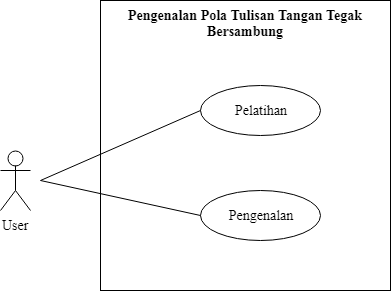 Pengenalan Pola Tulisan Tangan Tegak
Bersambung
Pelatihan
Pengenalan
User